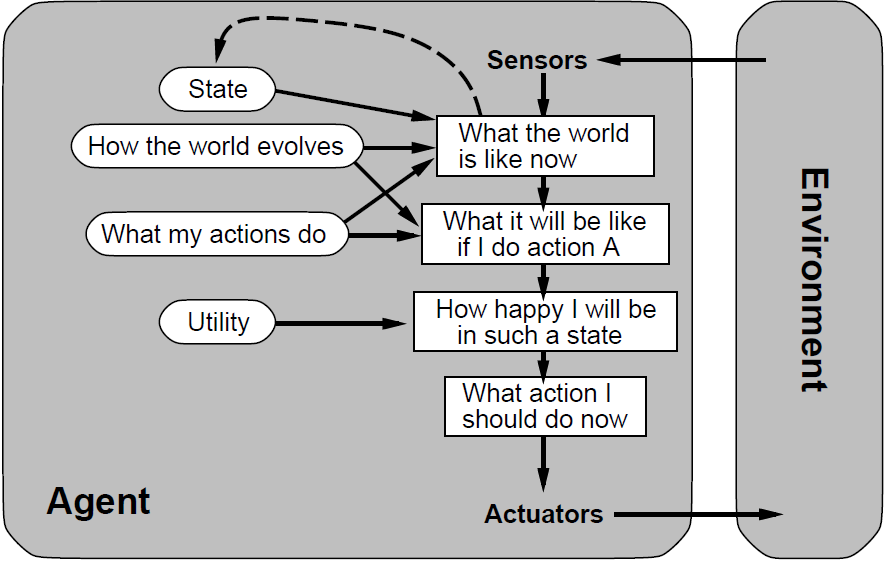 Sensors
State
What the world
is like now
How the world evolves
What my actions do
What it will be like
if I do action A
Utility
How happy I will be
in such a state
What action I
should do now
Agent
Actuators
Environment